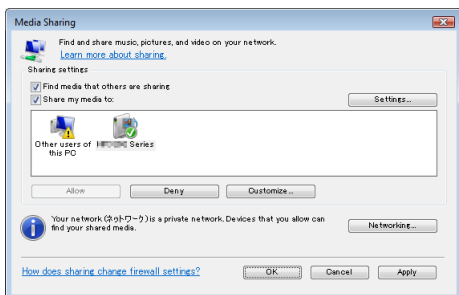 Media Sharing
Find and share music, pictures, and video on your network.
Learn more about sharing.
Sharing settings
Find media that others are sharing
Share my media to:
Settings...
Other users of
this PC
Series
Allow
Deny
Customize...
Your network (ネットワーク) is a private network. Devices that you allow can
find your shared media.
Networking...
How does sharing change firewall settings?
OK
Cancel
Apply